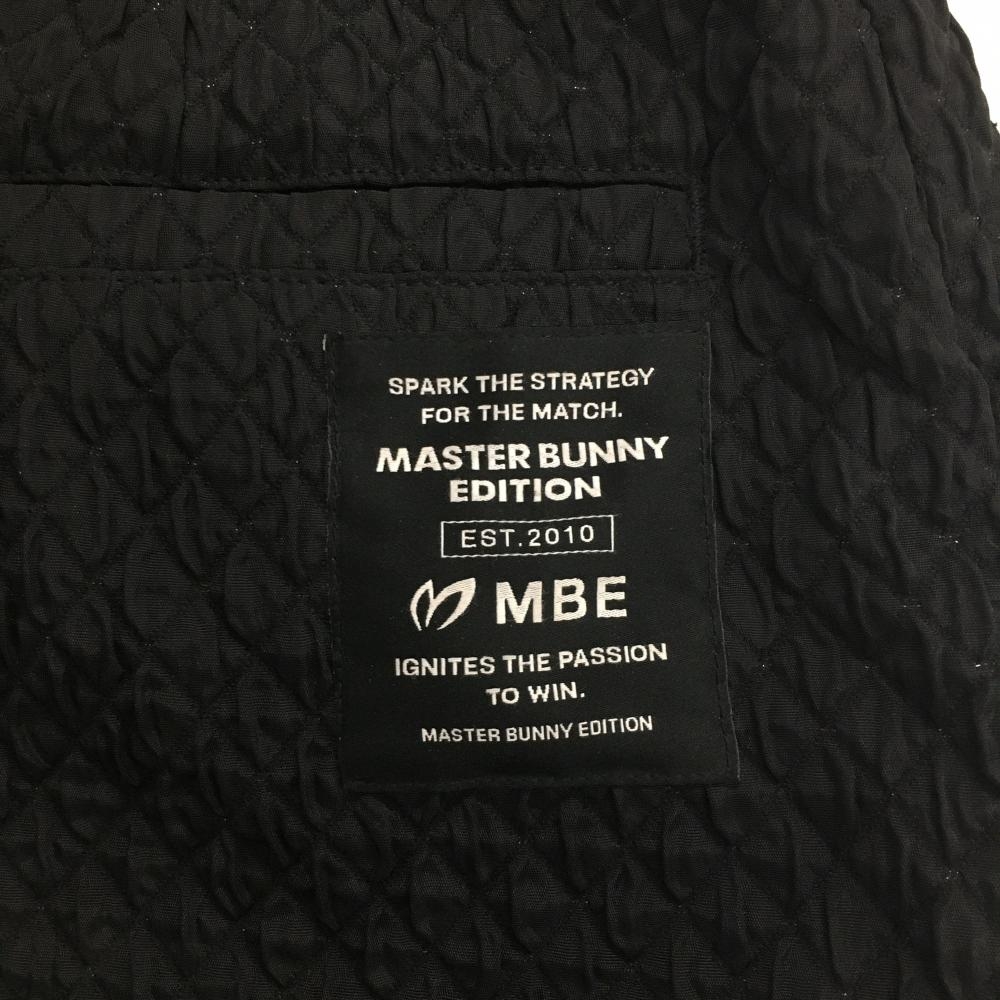 SPARK THE STRATEGY
FOR THE MATCH.
MASTER BUNNY
EDITION
EST.2010
MBE
IGNITES THE PASSION
TO WIN.
MASTER BUNNY EDITION